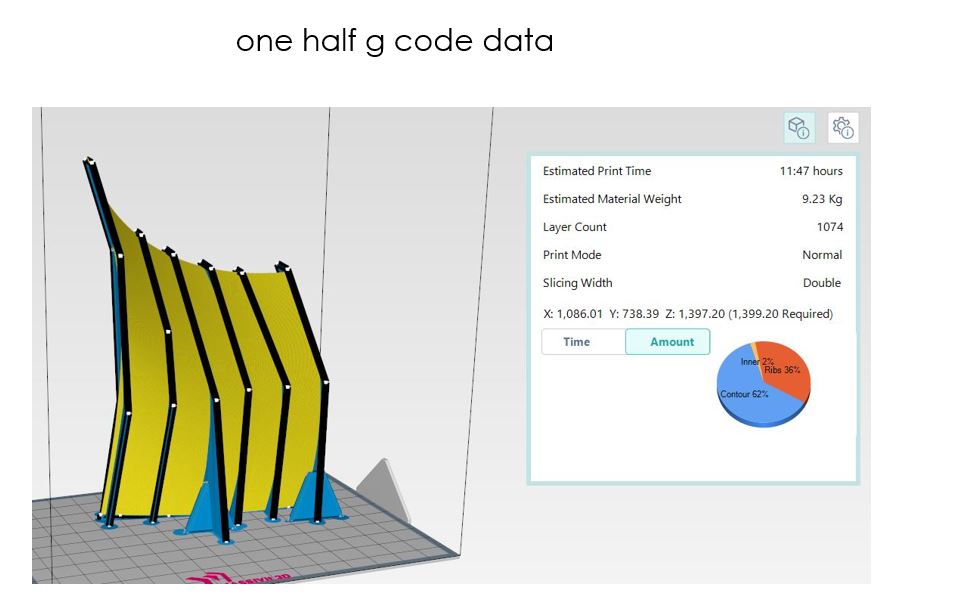 one half g code data
Estimated Print Time 11:47 hours
Estimated Material Weight 9.23 Kg
Layer Count 1074
Print Mode Normal
Slicing Width Double
X: 1,086.01 Y: 738.39 Z: 1,397.20 (1,399.20 Required)
Time Amount
Inner 2%
Ribs 36%
Contour 62%